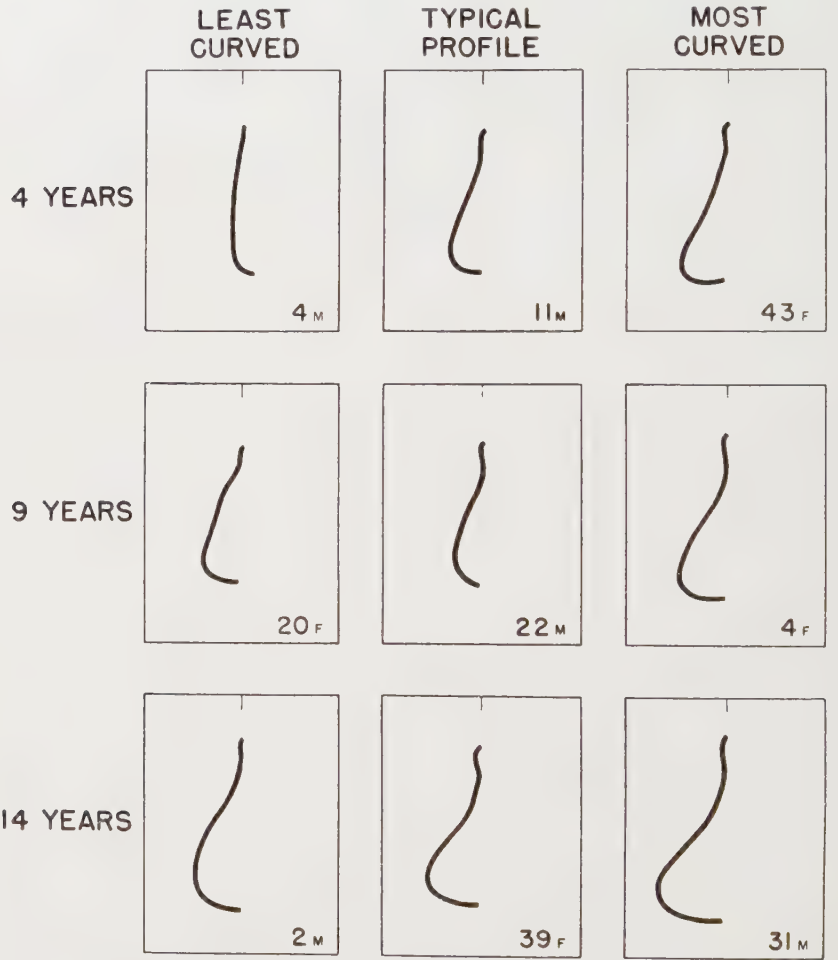 LEAST CURVED
TYPICAL PROFILE
MOST CURVED
4 YEARS
4 M
11 M
43 F
9 YEARS
20 F
22 M
4 F
14 YEARS
2 M
39 F
31 M